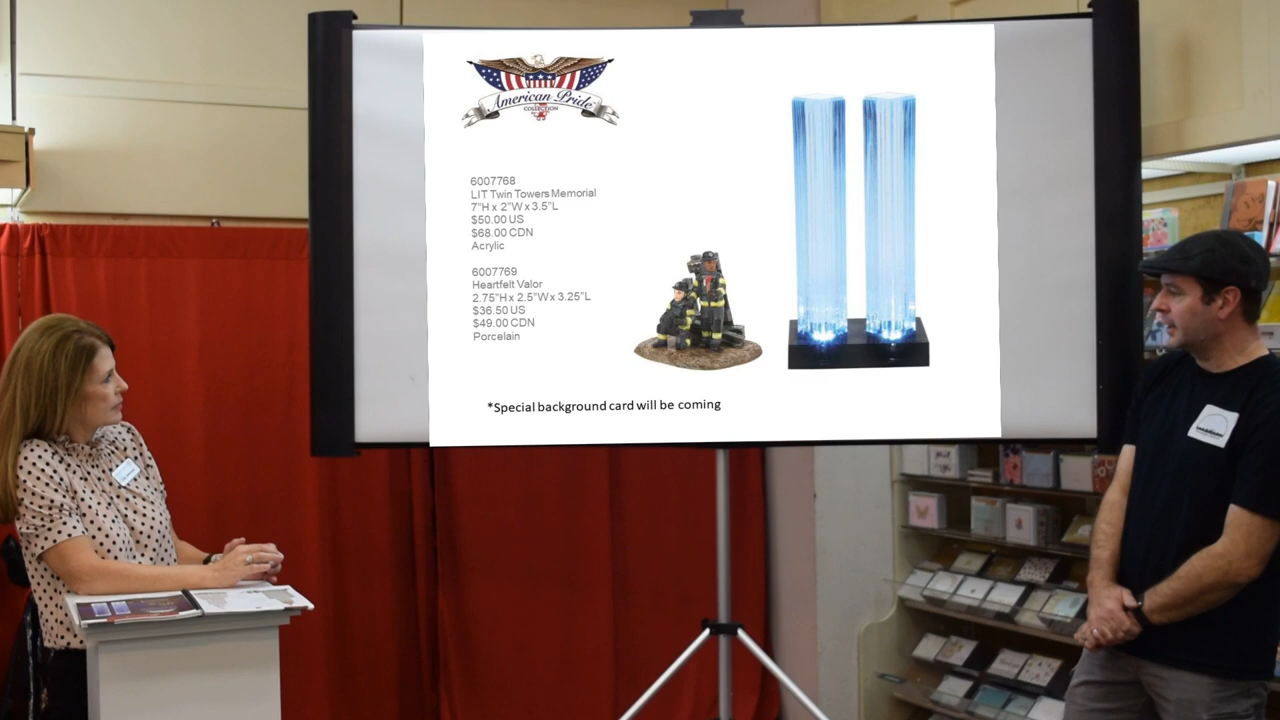 American Pride
COLLECTION
6007768
LIT Twin Towers Memorial
7"H x 2"W x 3.5"L
$50.00 US
$68.00 CDN
Acrylic
6007769
Heartfelt Valor
2.75"H x 2.5"W x 3.25"L
$36.50 US
$49.00 CDN
Porcelain
*Special background card will be coming